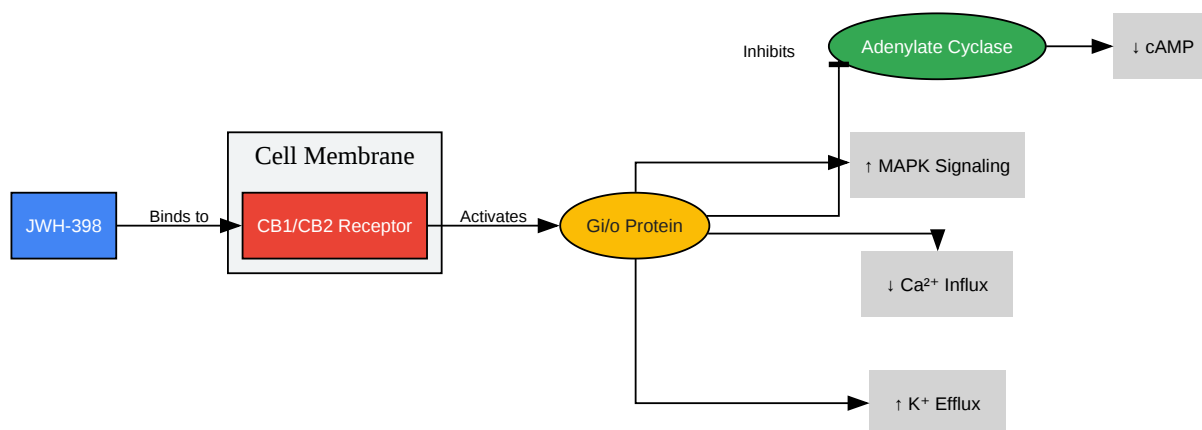 Inhibits
Adenylate Cyclase
↓ cAMP
Cell Membrane
↑ MAPK Signaling
JWH-398
Binds to
CB1/CB2 Receptor
Activates
Gi/o Protein
↓ Ca²⁺ Influx
↑ K⁺ Efflux